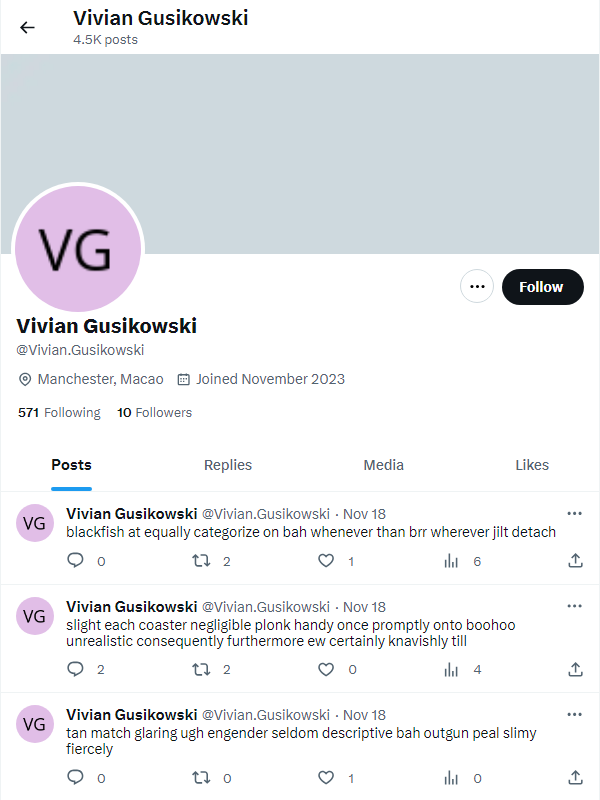 Vivian Gusikowski
4.5K posts
VG
Follow
Vivian Gusikowski
@Vivian.Gusikowski
Manchester, Macao Joined November 2023
571 Following 10 Followers
Posts Replies Media Likes
VG
Vivian Gusikowski @Vivian.Gusikowski · Nov 18
blackfish at equally categorize on bah whenever than brr wherever jilt detach
0 2 1 6
VG
Vivian Gusikowski @Vivian.Gusikowski · Nov 18
slight each coaster negligible plonk handy once promptly onto boohoo
unrealistic consequently furthermore ew certainly knavishly till
2 2 0 4
VG
Vivian Gusikowski @Vivian.Gusikowski · Nov 18
tan match glaring ugh engender seldom descriptive bah outgun peal slimy
fiercely
0 0 1 0